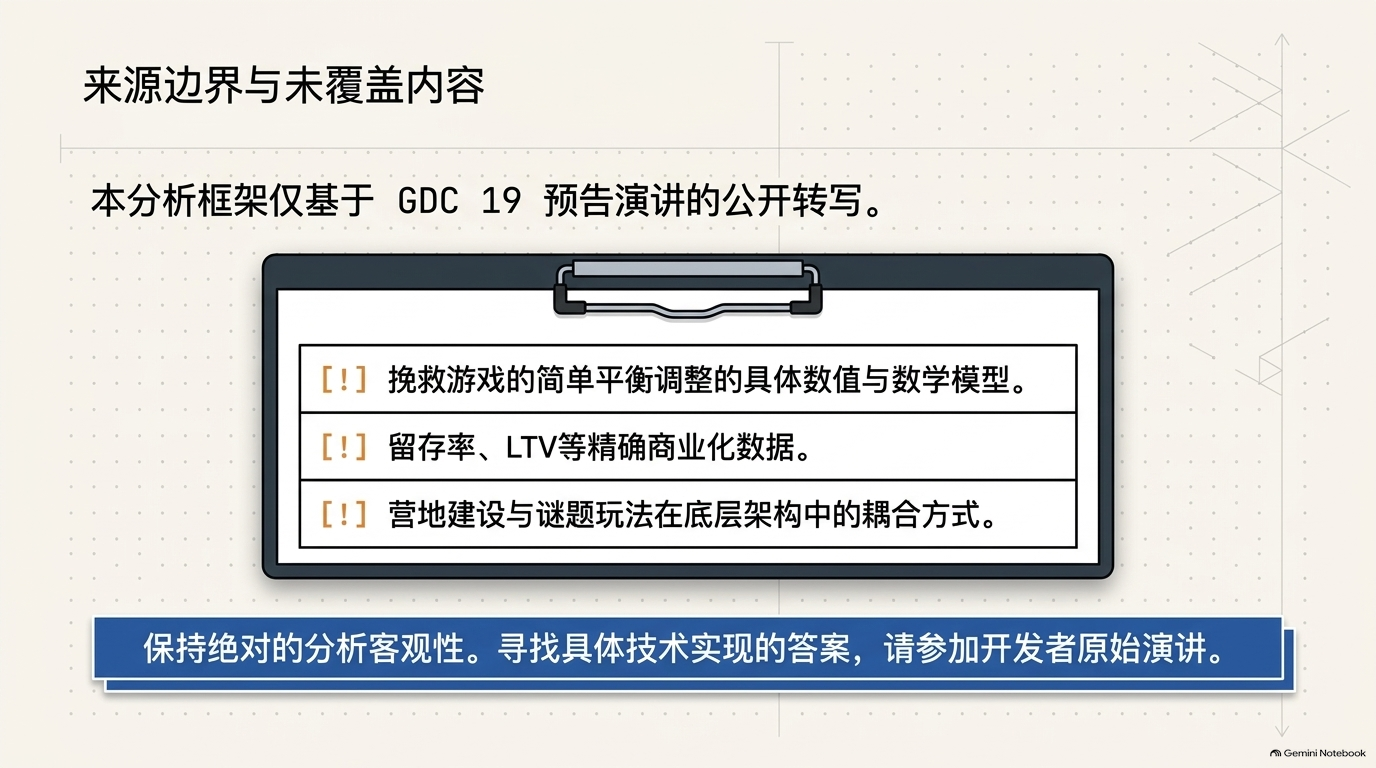 来源边界与未覆盖内容
本分析框架仅基于 GDC 19 预告演讲的公开转写。
[!] 挽救游戏的简单平衡调整的具体数值与数学模型。
[!] 留存率、LTV等精确商业化数据。
[!] 营地建设与谜题玩法在底层架构中的耦合方式。
保持绝对的分析客观性。寻找具体技术实现的答案，请参加开发者原始演讲。
Gemini Notebook